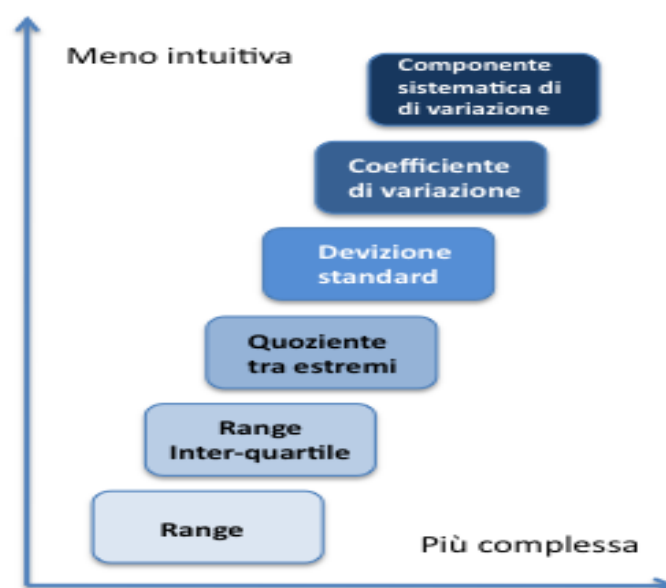 Meno intuitiva
Componente
sistematica di
di variazione
Coefficiente
di variazione
Devizione
standard
Quoziente
tra estremi
Range
Inter-quartile
Range
Più complessa